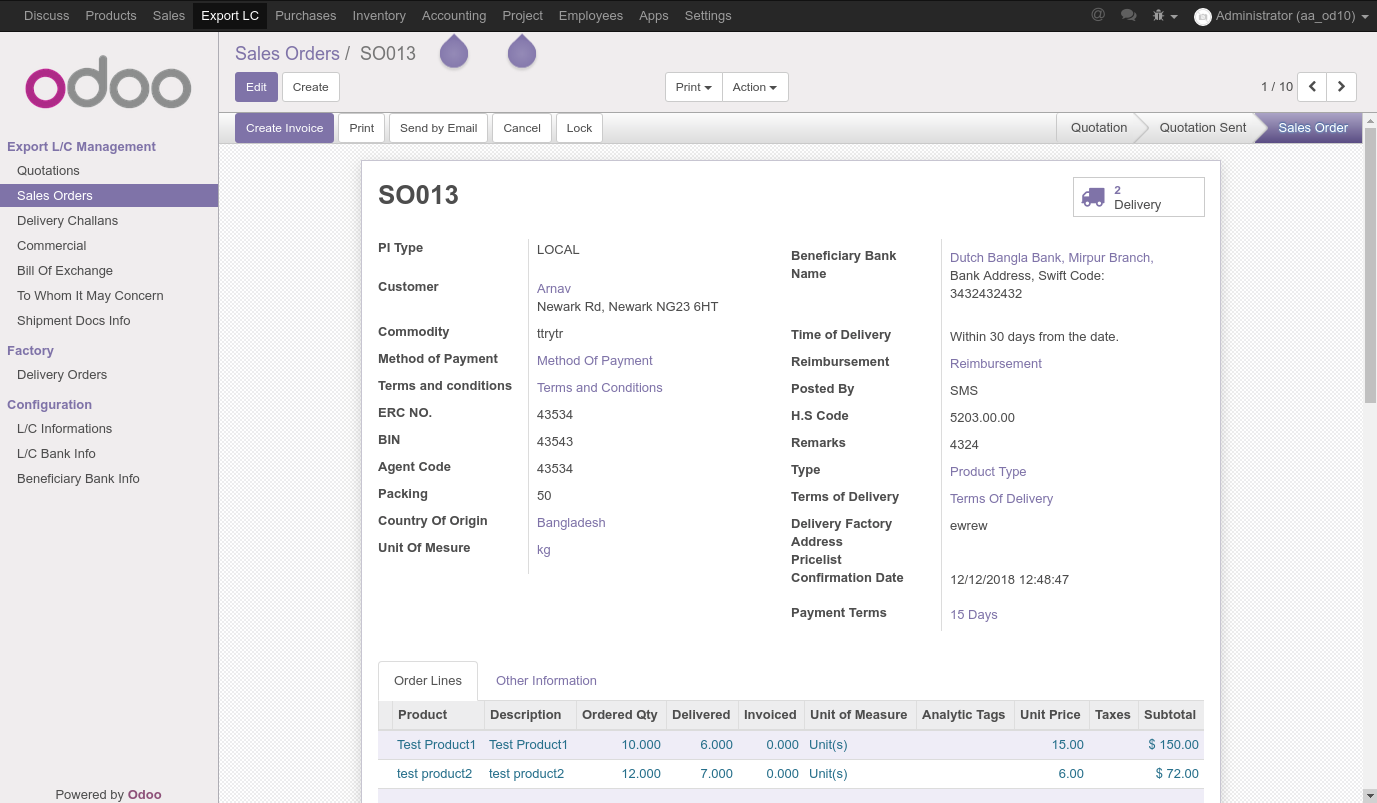 Discuss Products Sales Export LC Purchases Inventory Accounting Project Employees Apps Settings @ Administrator (aa_od10)
odoo
Sales Orders / SO013
Edit Create Print Action 1 / 10
Create Invoice Print Send by Email Cancel Lock Quotation Quotation Sent Sales Order
Export L/C Management
Quotations
Sales Orders
Delivery Challans
Commercial
Bill Of Exchange
To Whom It May Concern
Shipment Docs Info
Factory
Delivery Orders
Configuration
L/C Informations
L/C Bank Info
Beneficiary Bank Info
Powered by Odoo
SO013
2
Delivery
PI Type LOCAL
Customer Arnav
Newark Rd, Newark NG23 6HT
Commodity ttrytr
Method of Payment Method Of Payment
Terms and conditions Terms and Conditions
ERC NO. 43534
BIN 43543
Agent Code 43534
Packing 50
Country Of Origin Bangladesh
Unit Of Mesure kg
Beneficiary Bank Name Dutch Bangla Bank, Mirpur Branch,
Bank Address, Swift Code:
3432432432
Time of Delivery Within 30 days from the date.
Reimbursement Reimbursement
Posted By SMS
H.S Code 5203.00.00
Remarks 4324
Type Product Type
Terms of Delivery Terms Of Delivery
Delivery Factory ewrew
Address
Pricelist
Confirmation Date 12/12/2018 12:48:47
Payment Terms 15 Days
Order Lines Other Information
Product Description Ordered Qty Delivered Invoiced Unit of Measure Analytic Tags Unit Price Taxes Subtotal
Test Product1 Test Product1 10.000 6.000 0.000 Unit(s) 15.00 $ 150.00
test product2 test product2 12.000 7.000 0.000 Unit(s) 6.00 $ 72.00